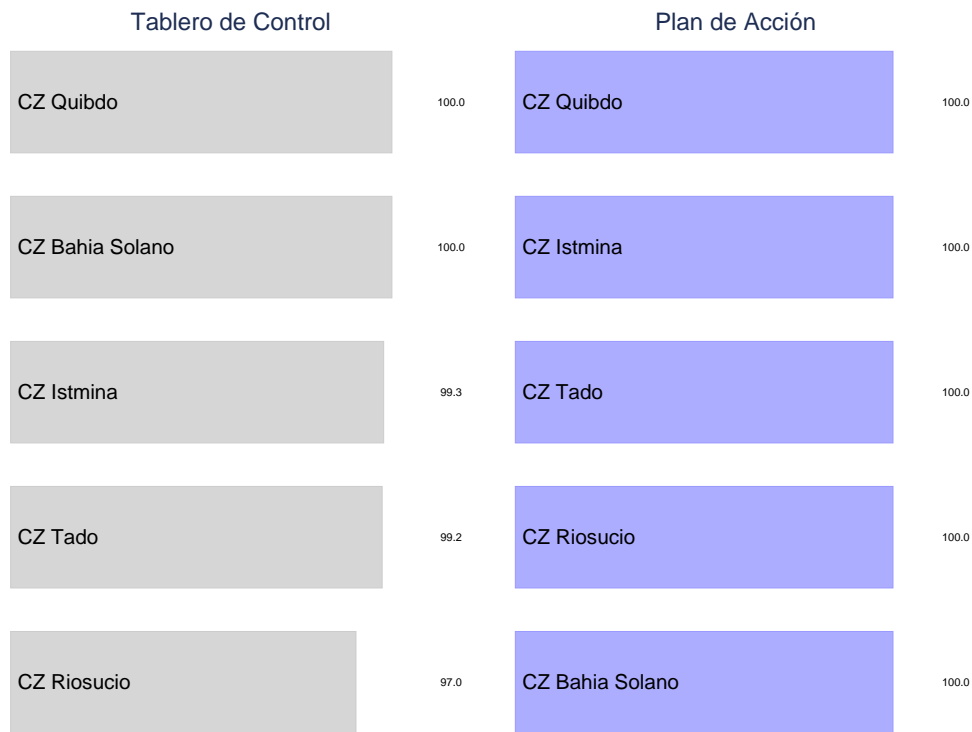 Tablero de Control
CZ Quibdo 100.0
CZ Bahia Solano 100.0
CZ Istmina 99.3
CZ Tado 99.2
CZ Riosucio 97.0
Plan de Acción
CZ Quibdo 100.0
CZ Istmina 100.0
CZ Tado 100.0
CZ Riosucio 100.0
CZ Bahia Solano 100.0